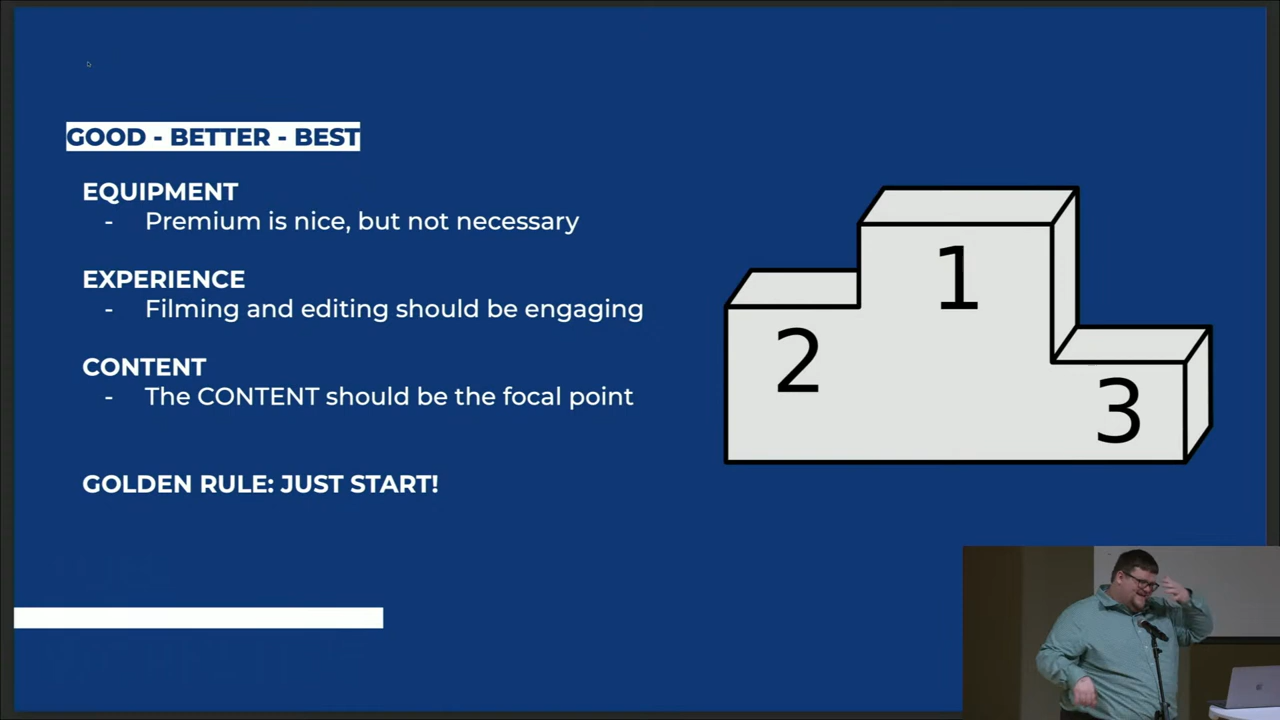 GOOD - BETTER - BEST
EQUIPMENT
- Premium is nice, but not necessary
EXPERIENCE
- Filming and editing should be engaging
CONTENT
- The CONTENT should be the focal point
GOLDEN RULE: JUST START!
1
2
3